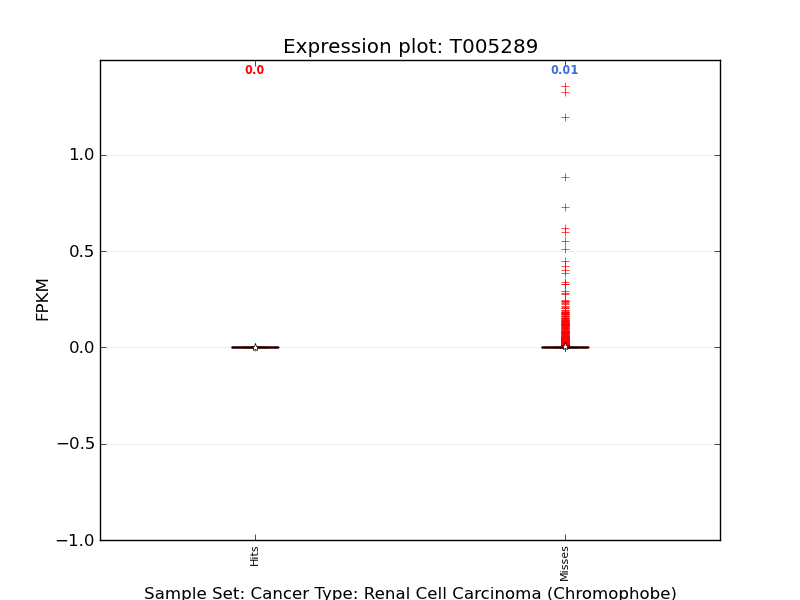 Expression plot: T005289
0.0
0.01
1.0
0.5
0.0
−0.5
−1.0
FPKM
Hits
Misses
Sample Set: Cancer Type: Renal Cell Carcinoma (Chromophobe)